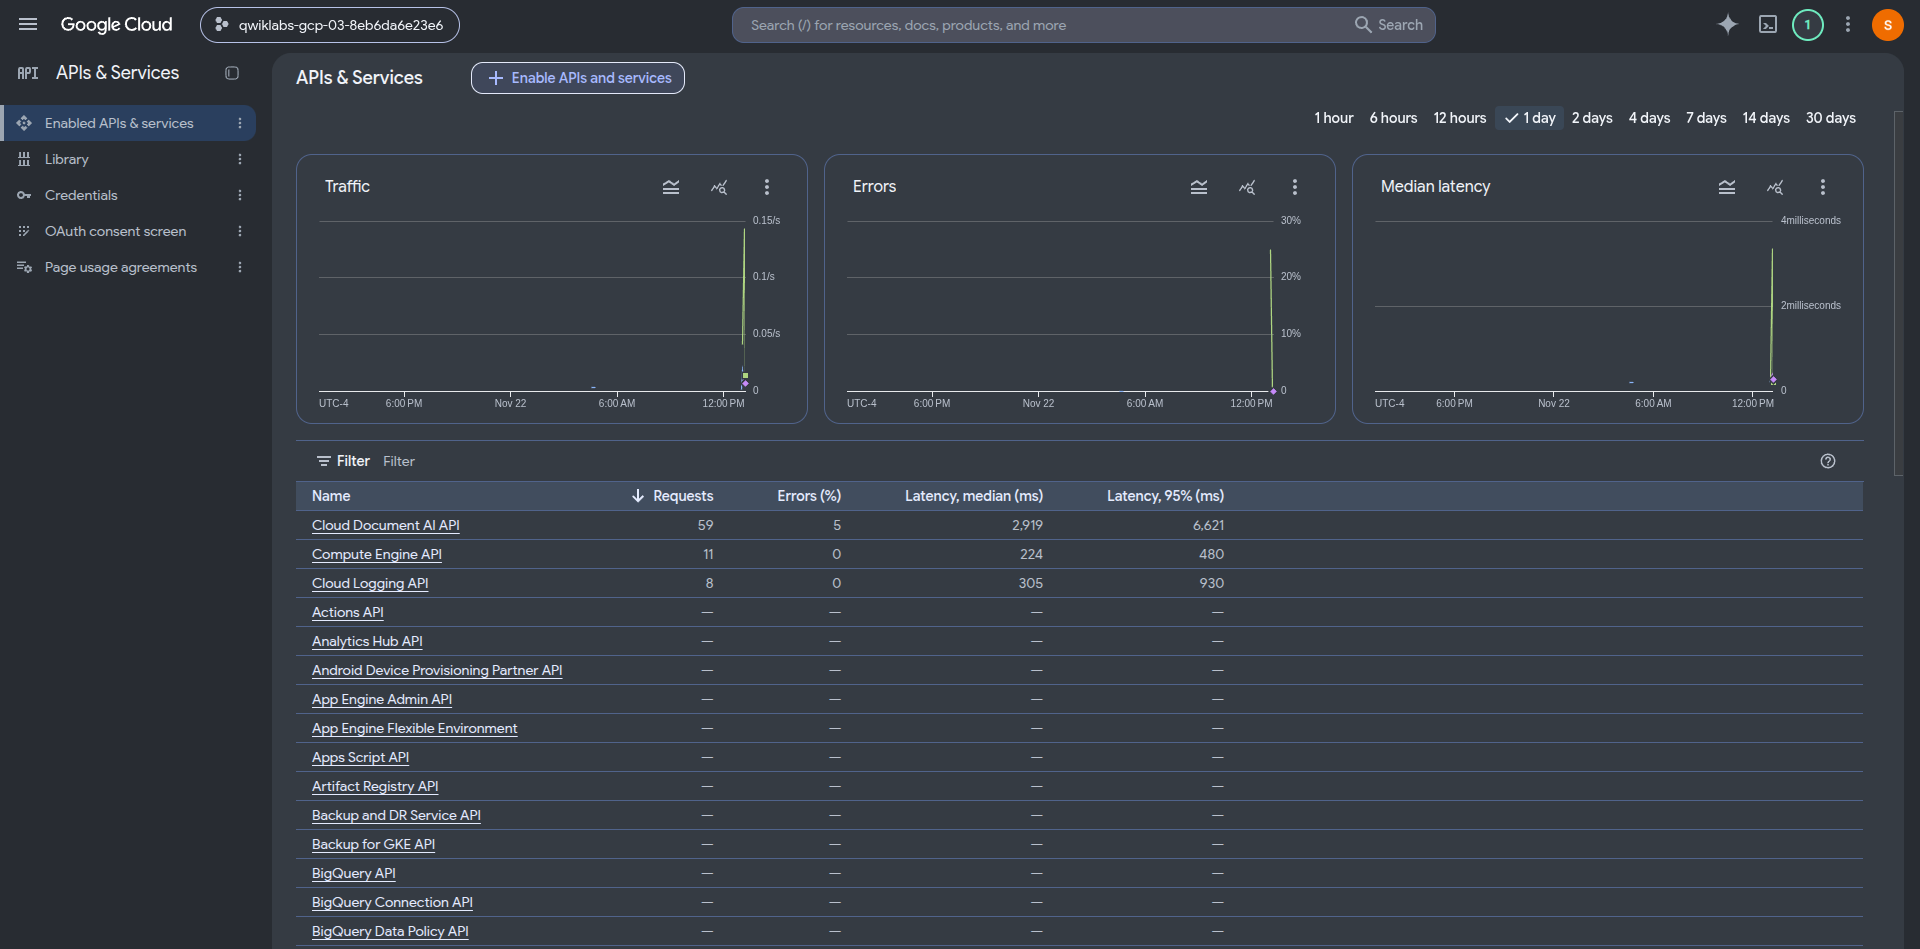 Google Cloud
qwiklabs-gcp-03-8eb6da6e23e6
Search (/) for resources, docs, products, and more
Search
1
S
API
APIs & Services
Enabled APIs & services
Library
Credentials
OAuth consent screen
Page usage agreements
APIs & Services
Enable APIs and services
1 hour 6 hours 12 hours 1 day 2 days 4 days 7 days 14 days 30 days
Traffic
0.15/s
0.1/s
0.05/s
0
UTC-4 6:00 PM Nov 22 6:00 AM 12:00 PM
Errors
30%
20%
10%
0
UTC-4 6:00 PM Nov 22 6:00 AM 12:00 PM
Median latency
4milliseconds
2milliseconds
0
UTC-4 6:00 PM Nov 22 6:00 AM 12:00 PM
Filter Filter
Name Requests Errors (%) Latency, median (ms) Latency, 95% (ms)
Cloud Document AI API 59 5 2,919 6,621
Compute Engine API 11 0 224 480
Cloud Logging API 8 0 305 930
Actions API — — — —
Analytics Hub API — — — —
Android Device Provisioning Partner API — — — —
App Engine Admin API — — — —
App Engine Flexible Environment — — — —
Apps Script API — — — —
Artifact Registry API — — — —
Backup and DR Service API — — — —
Backup for GKE API — — — —
BigQuery API — — — —
BigQuery Connection API — — — —
BigQuery Data Policy API — — — —